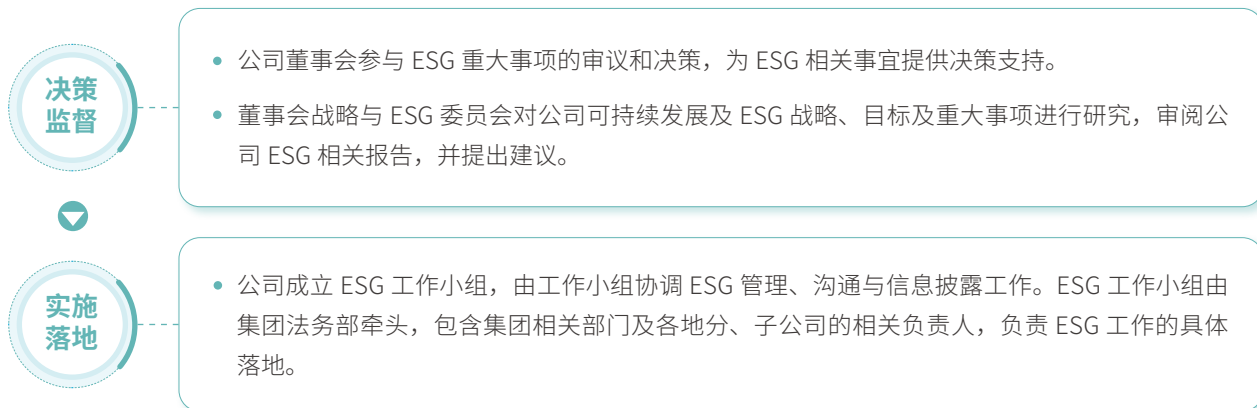 决策
监督
• 公司董事会参与 ESG 重大事项的审议和决策，为 ESG 相关事宜提供决策支持。
• 董事会战略与 ESG 委员会对公司可持续发展及 ESG 战略、目标及重大事项进行研究，审阅公
司 ESG 相关报告，并提出建议。
实施
落地
• 公司成立 ESG 工作小组，由工作小组协调 ESG 管理、沟通与信息披露工作。ESG 工作小组由
集团法务部牵头，包含集团相关部门及各地分、子公司的相关负责人，负责 ESG 工作的具体
落地。